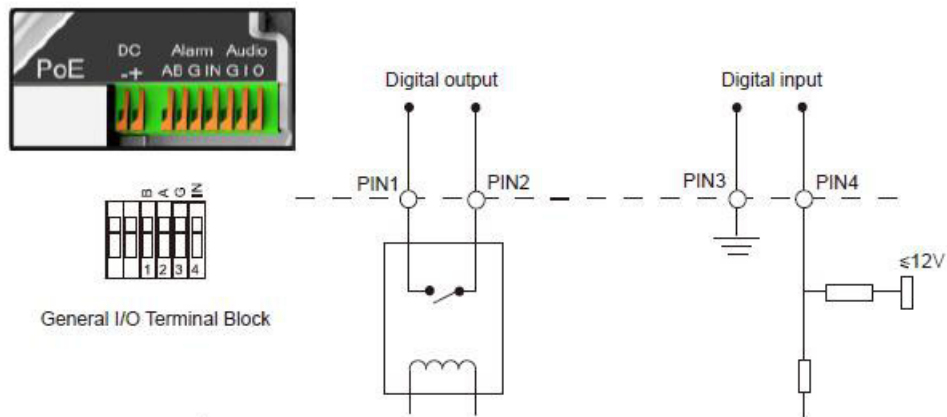 DC Alarm Audio
PoE -+ AB G IN G I O
Digital output
Digital input
PIN1
PIN2
PIN3
PIN4
B A G IN
1 2 3 4
≤12V
General I/O Terminal Block